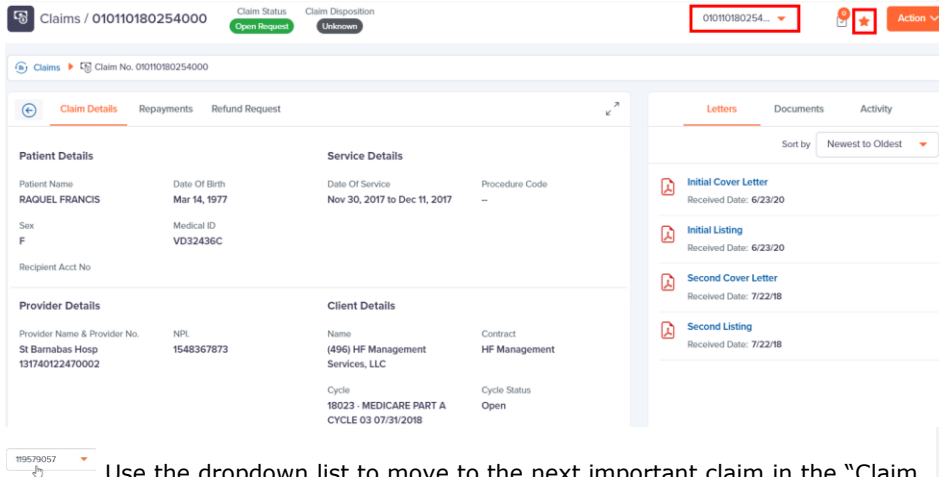 Claims / 010110180254000
Claim Status
Open Request
Claim Disposition
Unknown
010110180254...
0
Action
Claims
Claim No. 010110180254000
Claim Details
Repayments
Refund Request
Patient Details
Patient Name
RAQUEL FRANCIS
Date Of Birth
Mar 14, 1977
Sex
F
Medical ID
VD32436C
Recipient Acct No
Service Details
Date Of Service
Nov 30, 2017 to Dec 11, 2017
Procedure Code
--
Provider Details
Provider Name & Provider No.
St Barnabas Hosp
131740122470002
NPI.
1548367873
Client Details
Name
(496) HF Management
Services, LLC
Contract
HF Management
Cycle
18023 - MEDICARE PART A
CYCLE 03 07/31/2018
Cycle Status
Open
Letters
Documents
Activity
Sort by
Newest to Oldest
Initial Cover Letter
Received Date: 6/23/20
Initial Listing
Received Date: 6/23/20
Second Cover Letter
Received Date: 7/22/18
Second Listing
Received Date: 7/22/18
119579057
Use the dropdown list to move to the next important claim in the “Claim